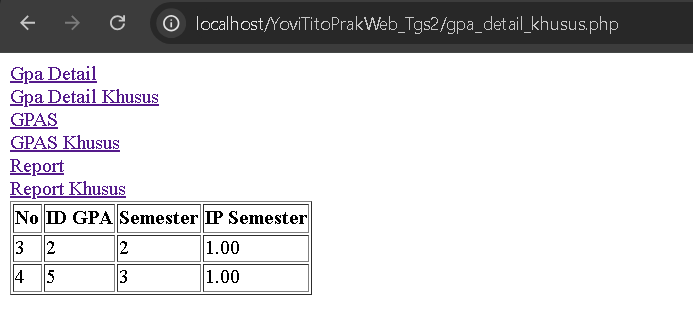 localhost/YoviTitoPrakWeb_Tgs2/gpa_detail_khusus.php
Gpa Detail
Gpa Detail Khusus
GPAS
GPAS Khusus
Report
Report Khusus
No ID GPA Semester IP Semester
3 2 2 1.00
4 5 3 1.00